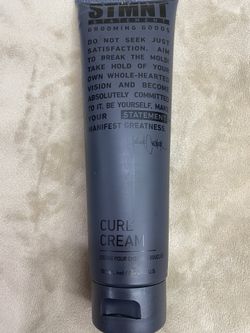 STMNT
STATEMENT
GROOMING GOODS
DO NOT SEEK JUST
SATISFACTION. AIM
TO BREAK THE MOLD.
TAKE HOLD OF YOUR
OWN WHOLE-HEARTED
VISION AND BECOME
ABSOLUTELY COMMITTED
TO IT. BE YOURSELF. MAKE
YOUR STATEMENT.
MANIFEST GREATNESS.
CURL
CREAM